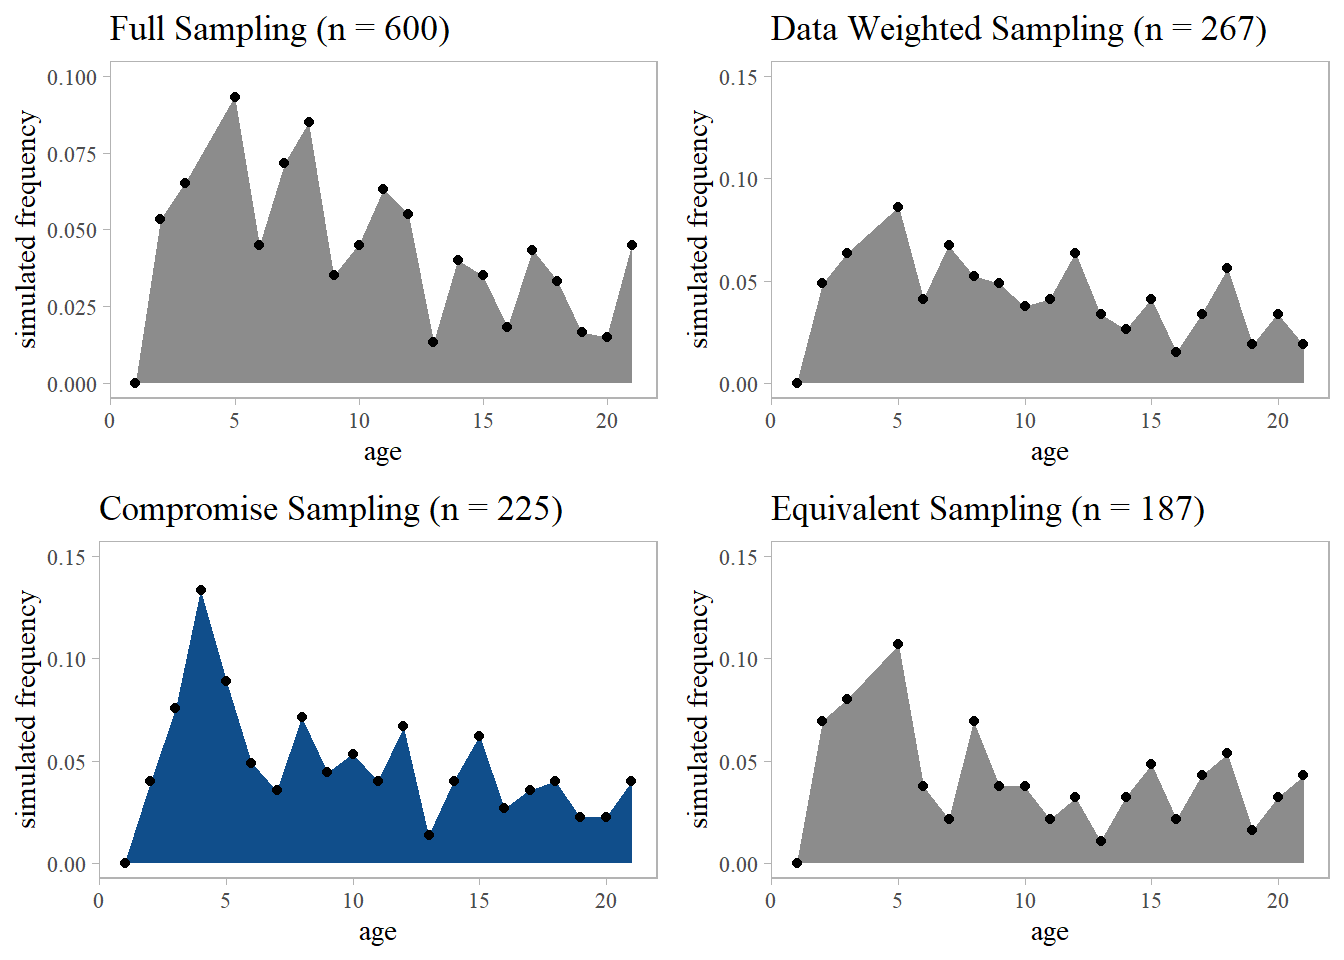 Full Sampling (n = 600)
simulated frequency
0.100
0.075
0.050
0.025
0.000
0 5 10 15 20
age
Data Weighted Sampling (n = 267)
simulated frequency
0.15
0.10
0.05
0.00
0 5 10 15 20
age
Compromise Sampling (n = 225)
simulated frequency
0.15
0.10
0.05
0.00
0 5 10 15 20
age
Equivalent Sampling (n = 187)
simulated frequency
0.15
0.10
0.05
0.00
0 5 10 15 20
age